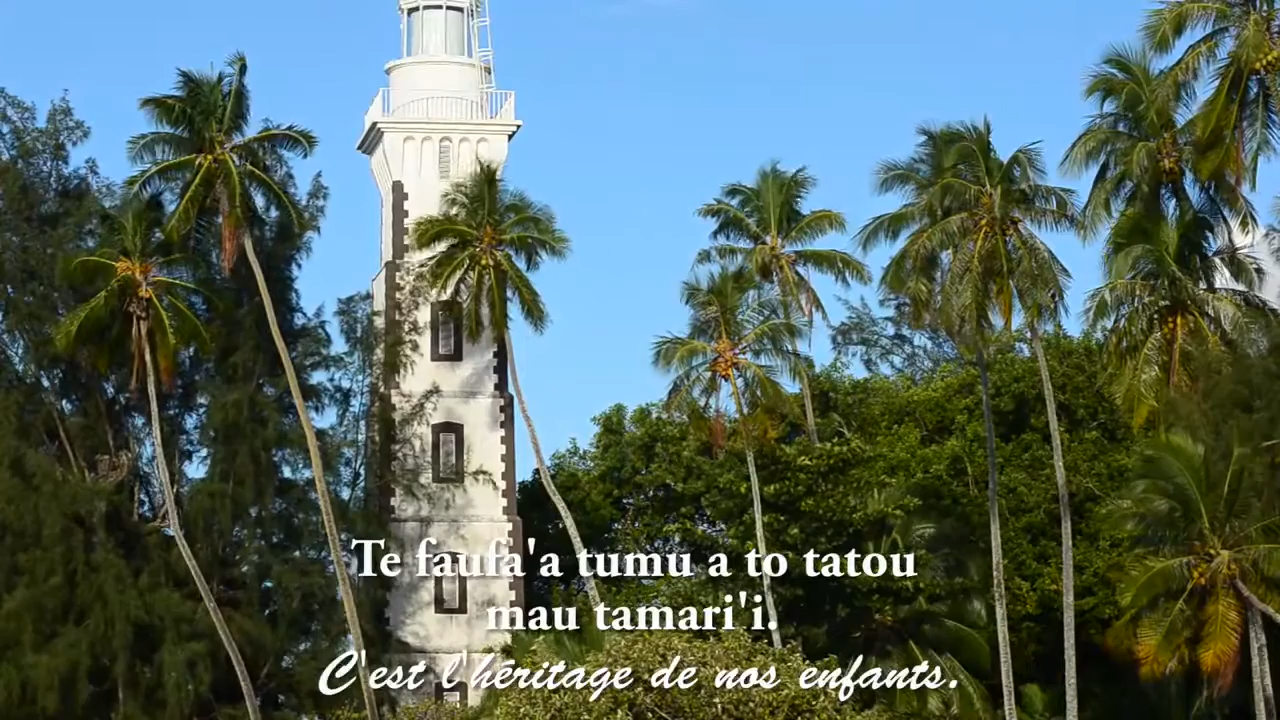 Te faufa'a tumu a to tatou
mau tamari'i.
C'est l'héritage de nos enfants.